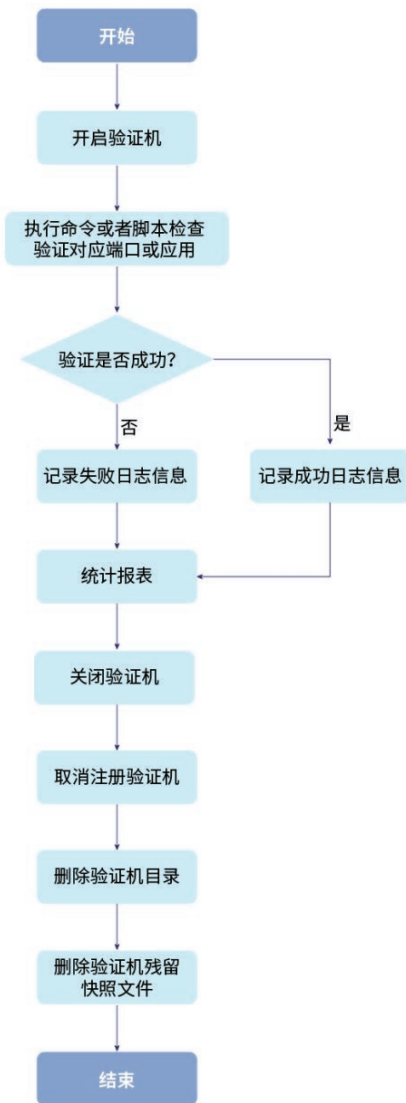 开始
开启验证机
执行命令或者脚本检查
验证对应端口或应用
验证是否成功？
否
是
记录失败日志信息
记录成功日志信息
统计报表
关闭验证机
取消注册验证机
删除验证机目录
删除验证机残留
快照文件
结束